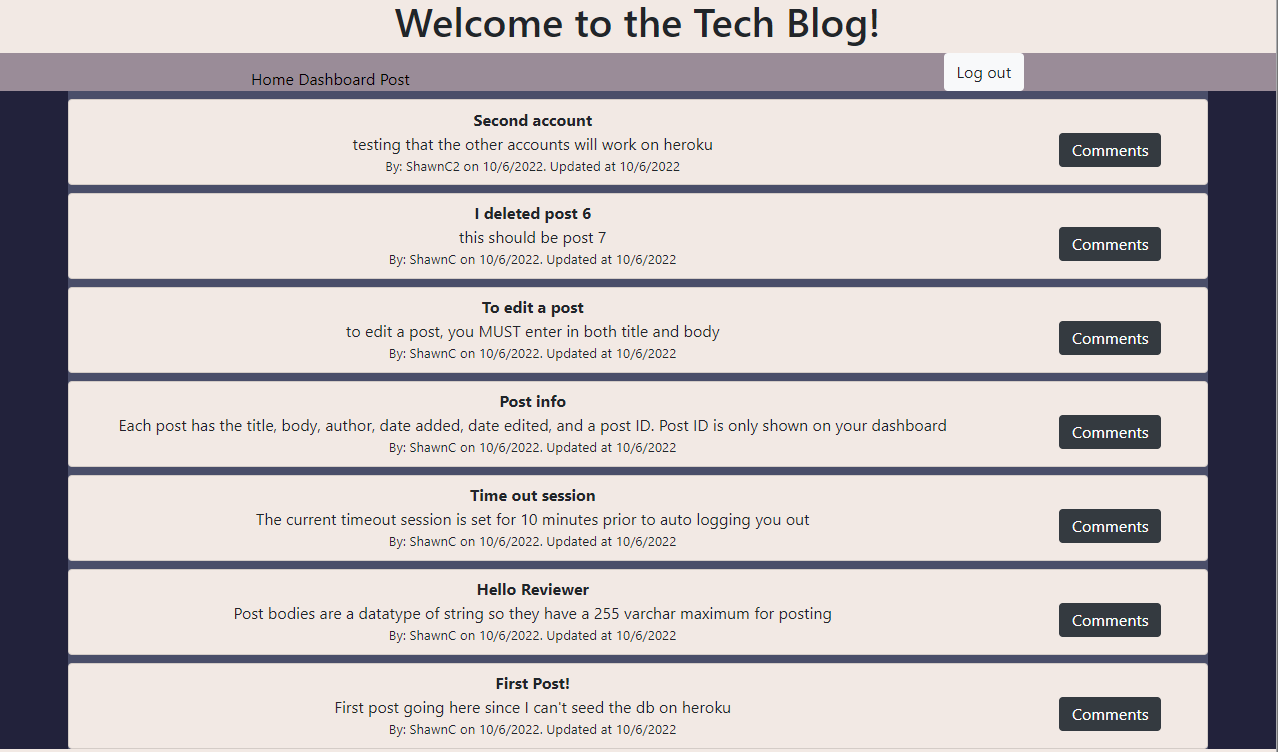 Welcome to the Tech Blog!
Home Dashboard Post
Log out
Second account
testing that the other accounts will work on heroku
By: ShawnC2 on 10/6/2022. Updated at 10/6/2022
Comments
I deleted post 6
this should be post 7
By: ShawnC on 10/6/2022. Updated at 10/6/2022
Comments
To edit a post
to edit a post, you MUST enter in both title and body
By: ShawnC on 10/6/2022. Updated at 10/6/2022
Comments
Post info
Each post has the title, body, author, date added, date edited, and a post ID. Post ID is only shown on your dashboard
By: ShawnC on 10/6/2022. Updated at 10/6/2022
Comments
Time out session
The current timeout session is set for 10 minutes prior to auto logging you out
By: ShawnC on 10/6/2022. Updated at 10/6/2022
Comments
Hello Reviewer
Post bodies are a datatype of string so they have a 255 varchar maximum for posting
By: ShawnC on 10/6/2022. Updated at 10/6/2022
Comments
First Post!
First post going here since I can't seed the db on heroku
By: ShawnC on 10/6/2022. Updated at 10/6/2022
Comments